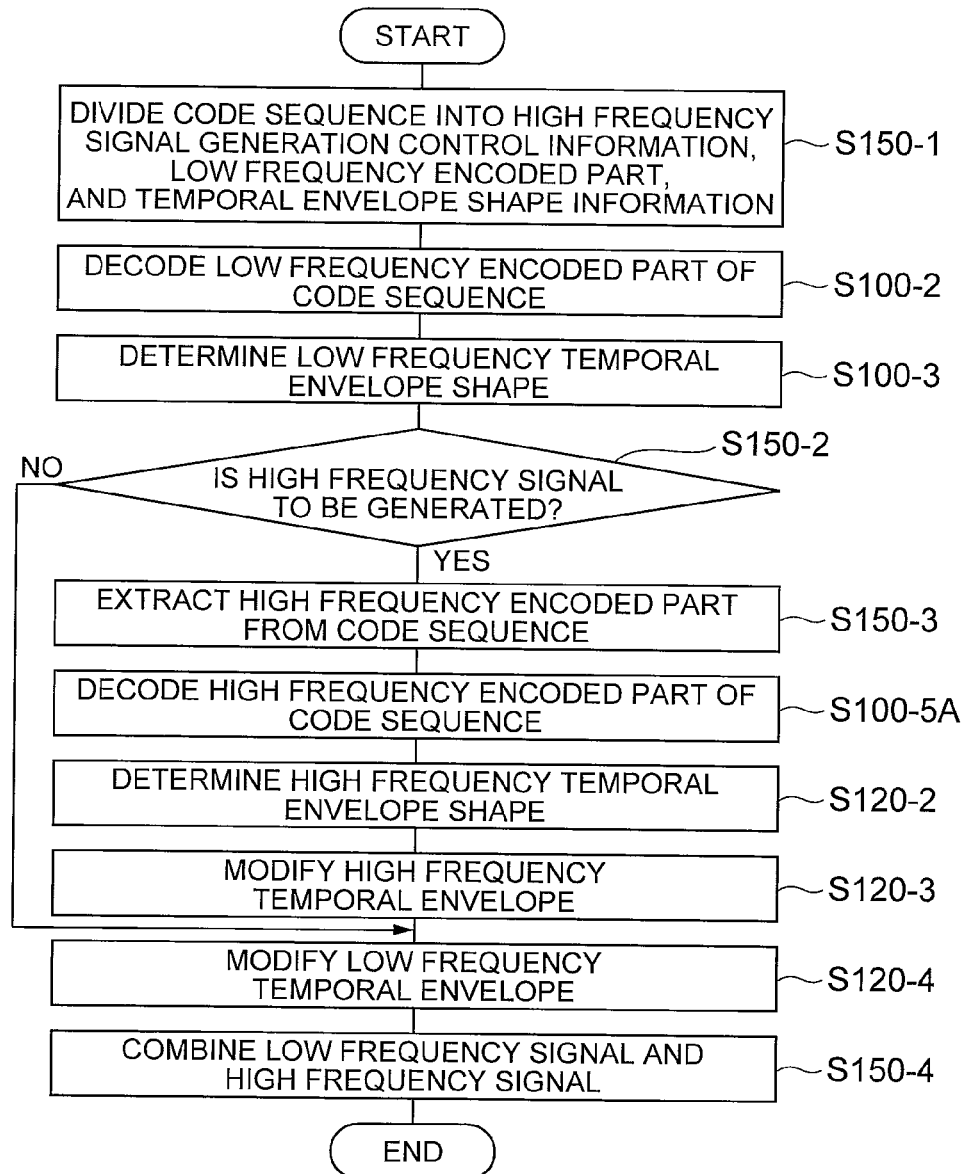 START
DIVIDE CODE SEQUENCE INTO HIGH FREQUENCY
SIGNAL GENERATION CONTROL INFORMATION,
LOW FREQUENCY ENCODED PART,
AND TEMPORAL ENVELOPE SHAPE INFORMATION
S150-1
DECODE LOW FREQUENCY ENCODED PART OF
CODE SEQUENCE
S100-2
DETERMINE LOW FREQUENCY TEMPORAL
ENVELOPE SHAPE
S100-3
S150-2
NO
IS HIGH FREQUENCY SIGNAL
TO BE GENERATED?
YES
EXTRACT HIGH FREQUENCY ENCODED PART
FROM CODE SEQUENCE
S150-3
DECODE HIGH FREQUENCY ENCODED PART OF
CODE SEQUENCE
S100-5A
DETERMINE HIGH FREQUENCY TEMPORAL
ENVELOPE SHAPE
S120-2
MODIFY HIGH FREQUENCY
TEMPORAL ENVELOPE
S120-3
MODIFY LOW FREQUENCY
TEMPORAL ENVELOPE
S120-4
COMBINE LOW FREQUENCY SIGNAL AND
HIGH FREQUENCY SIGNAL
S150-4
END